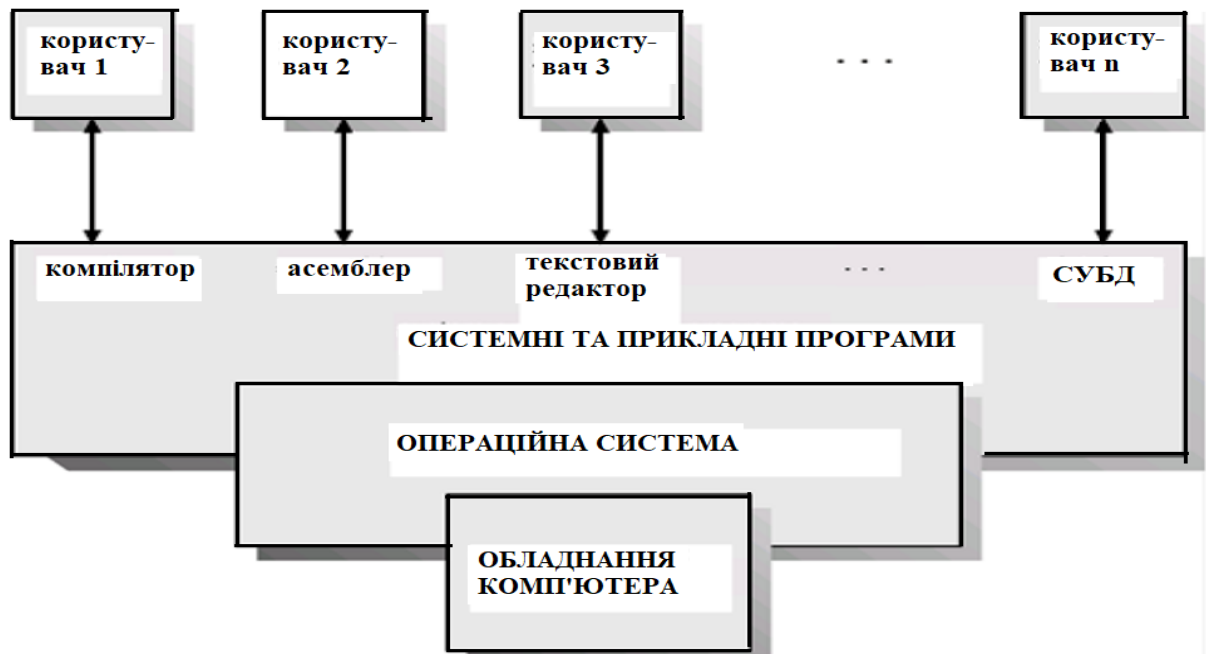 користу-
вач 1
користу-
вач 2
користу-
вач 3
. . .
користу-
вач n
компілятор
асемблер
текстовий
редактор
. . .
СУБД
СИСТЕМНІ ТА ПРИКЛАДНІ ПРОГРАМИ
ОПЕРАЦІЙНА СИСТЕМА
ОБЛАДНАННЯ
КОМП'ЮТЕРА